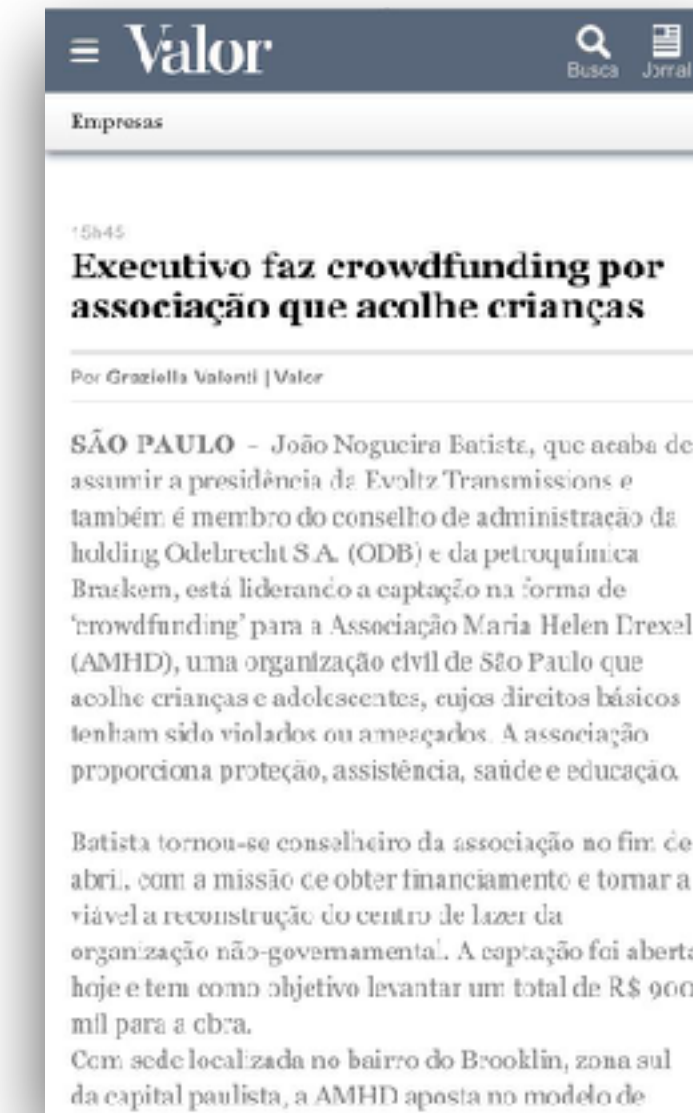 Valor
Busca Jornal
Empresas
15h45
Executivo faz crowdfunding por
associação que acolhe crianças
Por Graziella Valenti | Valor
SÃO PAULO - João Nogueira Batista, que acaba de
assumir a presidência da Evoltz Transmissions e
também é membro do conselho de administração da
holding Odebrecht S.A. (ODB) e da petroquímica
Braskem, está liderando a captação na forma de
'crowdfunding' para a Associação Maria Helen Drexel
(AMHD), uma organização civil de São Paulo que
acolhe crianças e adolescentes, cujos direitos básicos
tenham sido violados ou ameaçados. A associação
proporciona proteção, assistência, saúde e educação.
Batista tornou-se conselheiro da associação no fim de
abril, com a missão de obter financiamento e tornar a
viável a reconstrução do centro de lazer da
organização não-governamental. A captação foi aberta
hoje e tem como objetivo levantar um total de R$ 900
mil para a obra.
Com sede localizada no bairro do Brooklin, zona sul
da capital paulista, a AMHD aposta no modelo de